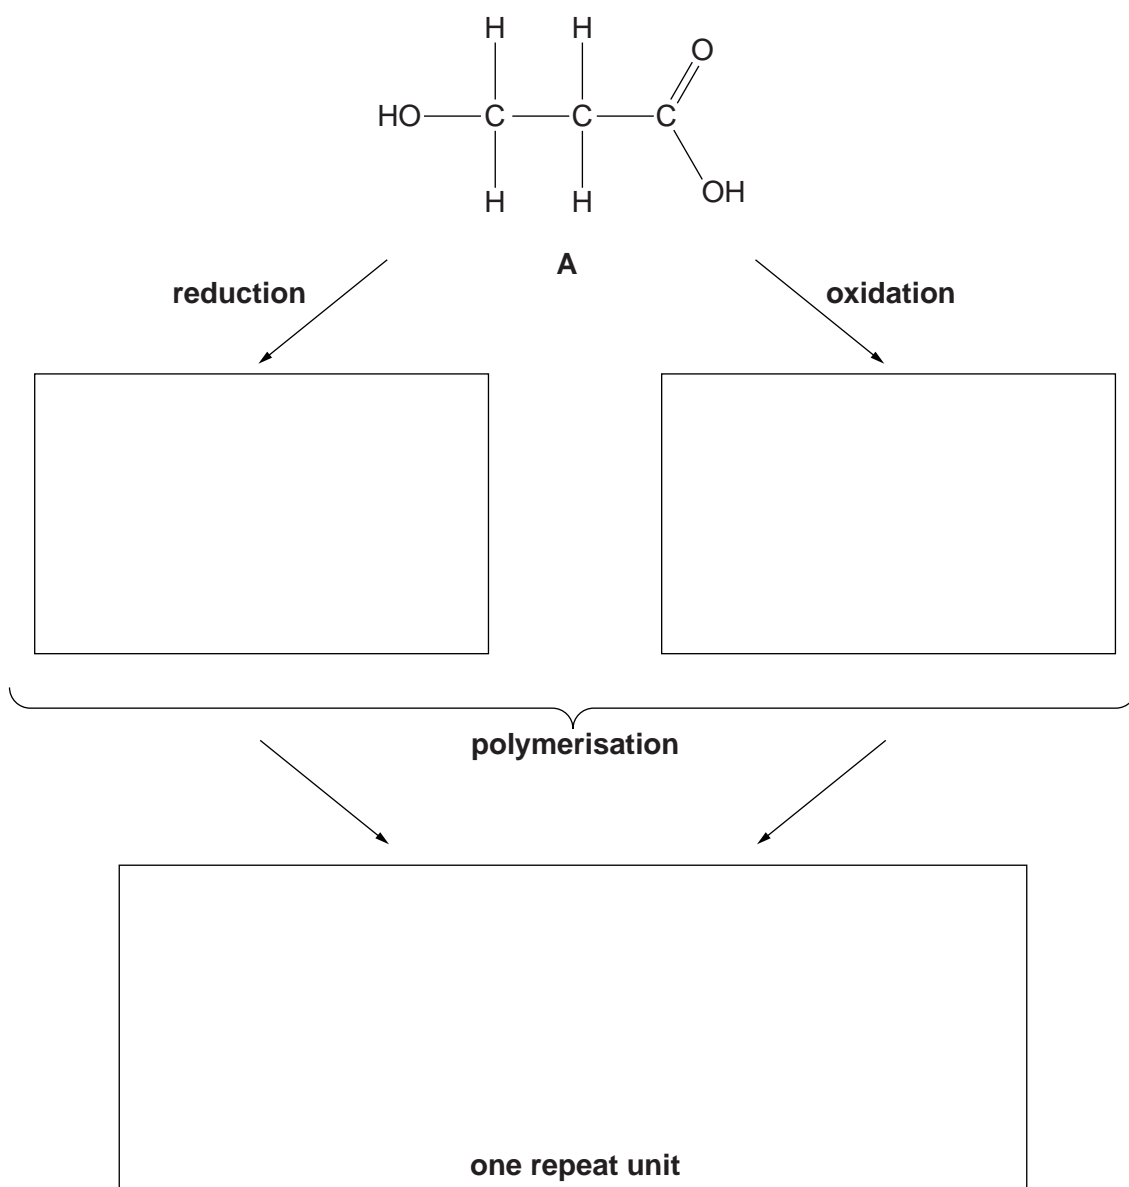 H H O
HO C C C
H H OH
A
reduction oxidation
polymerisation
one repeat unit